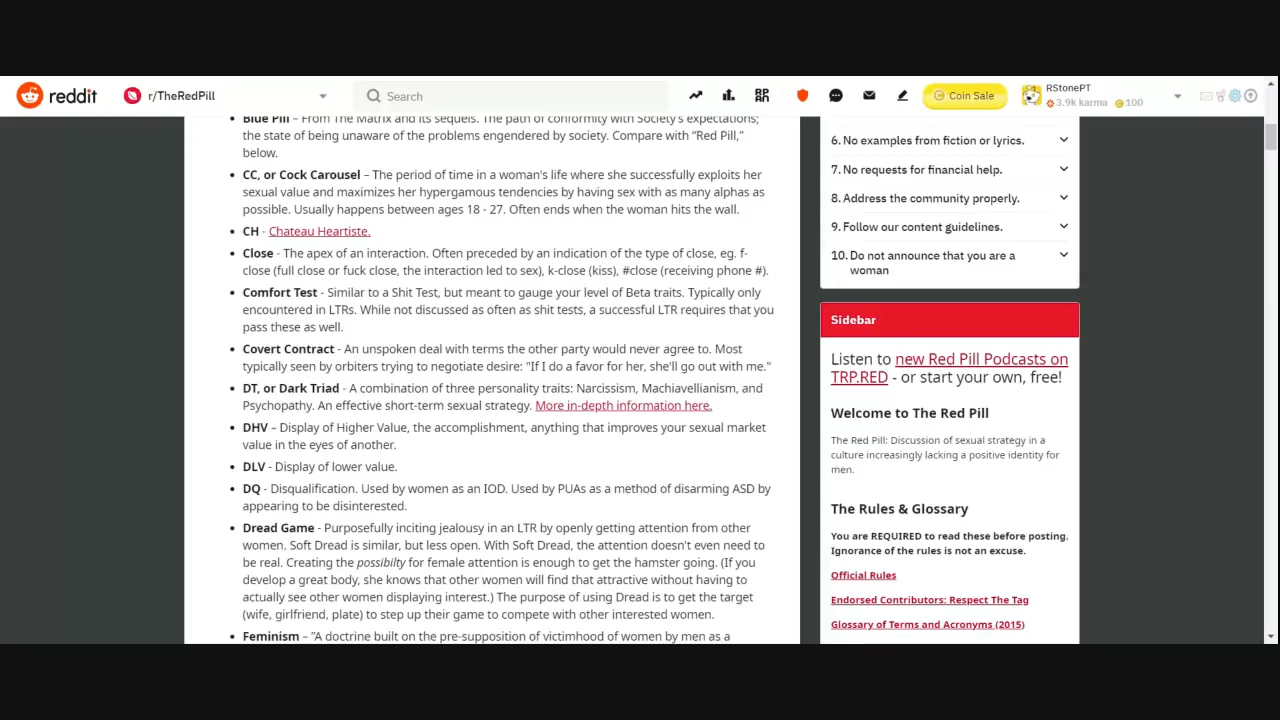 reddit
r/TheRedPill
Search
Coin Sale
RStonePT
3.9k karma
100
Blue Pill – From The Matrix and its sequels. The path of conformity with Society's expectations;
the state of being unaware of the problems engendered by society. Compare with “Red Pill,”
below.
CC, or Cock Carousel – The period of time in a woman's life where she successfully exploits her
sexual value and maximizes her hypergamous tendencies by having sex with as many alphas as
possible. Usually happens between ages 18 - 27. Often ends when the woman hits the wall.
CH - Chateau Heartiste.
Close - The apex of an interaction. Often preceded by an indication of the type of close, eg. f-
close (full close or fuck close, the interaction led to sex), k-close (kiss), #close (receiving phone #).
Comfort Test - Similar to a Shit Test, but meant to gauge your level of Beta traits. Typically only
encountered in LTRs. While not discussed as often as shit tests, a successful LTR requires that you
pass these as well.
Covert Contract - An unspoken deal with terms the other party would never agree to. Most
typically seen by orbiters trying to negotiate desire: "If I do a favor for her, she'll go out with me."
DT, or Dark Triad - A combination of three personality traits: Narcissism, Machiavellianism, and
Psychopathy. An effective short-term sexual strategy. More in-depth information here.
DHV – Display of Higher Value, the accomplishment, anything that improves your sexual market
value in the eyes of another.
DLV - Display of lower value.
DQ - Disqualification. Used by women as an IOD. Used by PUAs as a method of disarming ASD by
appearing to be disinterested.
Dread Game - Purposefully inciting jealousy in an LTR by openly getting attention from other
women. Soft Dread is similar, but less open. With Soft Dread, the attention doesn't even need to
be real. Creating the possibilty for female attention is enough to get the hamster going. (If you
develop a great body, she knows that other women will find that attractive without having to
actually see other women displaying interest.) The purpose of using Dread is to get the target
(wife, girlfriend, plate) to step up their game to compete with other interested women.
Feminism – ”A doctrine built on the pre-supposition of victimhood of women by men as a
6. No examples from fiction or lyrics.
7. No requests for financial help.
8. Address the community properly.
9. Follow our content guidelines.
10. Do not announce that you are a
woman
Sidebar
Listen to new Red Pill Podcasts on
TRP.RED - or start your own, free!
Welcome to The Red Pill
The Red Pill: Discussion of sexual strategy in a
culture increasingly lacking a positive identity for
men.
The Rules & Glossary
You are REQUIRED to read these before posting.
Ignorance of the rules is not an excuse.
Official Rules
Endorsed Contributors: Respect The Tag
Glossary of Terms and Acronyms (2015)